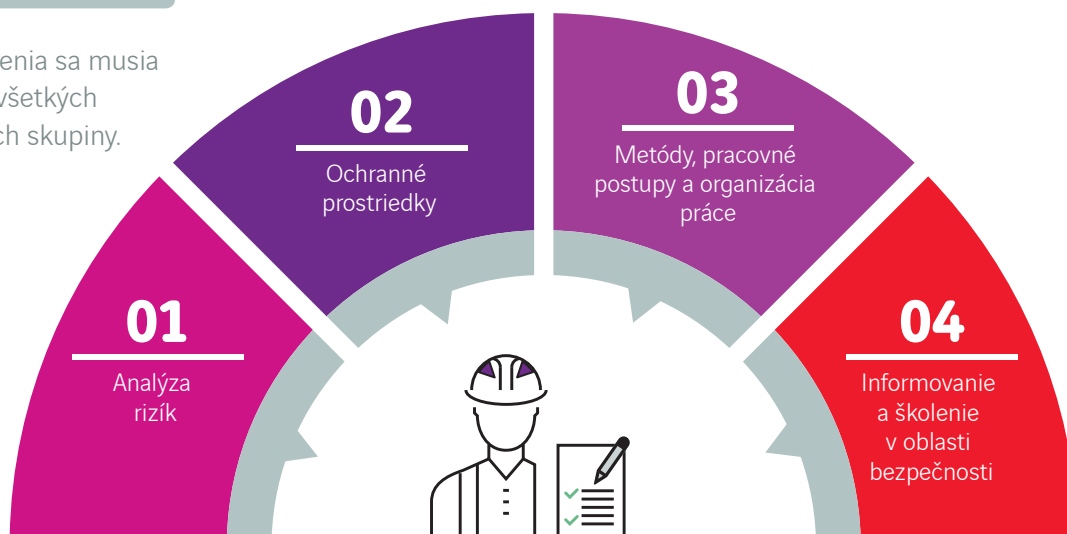 enia sa musia
všetkých
ch skupiny.
01
Analýza
rizík
02
Ochranné
prostriedky
03
Metódy, pracovné
postupy a organizácia
práce
04
Informovanie
a školenie
v oblasti
bezpečnosti